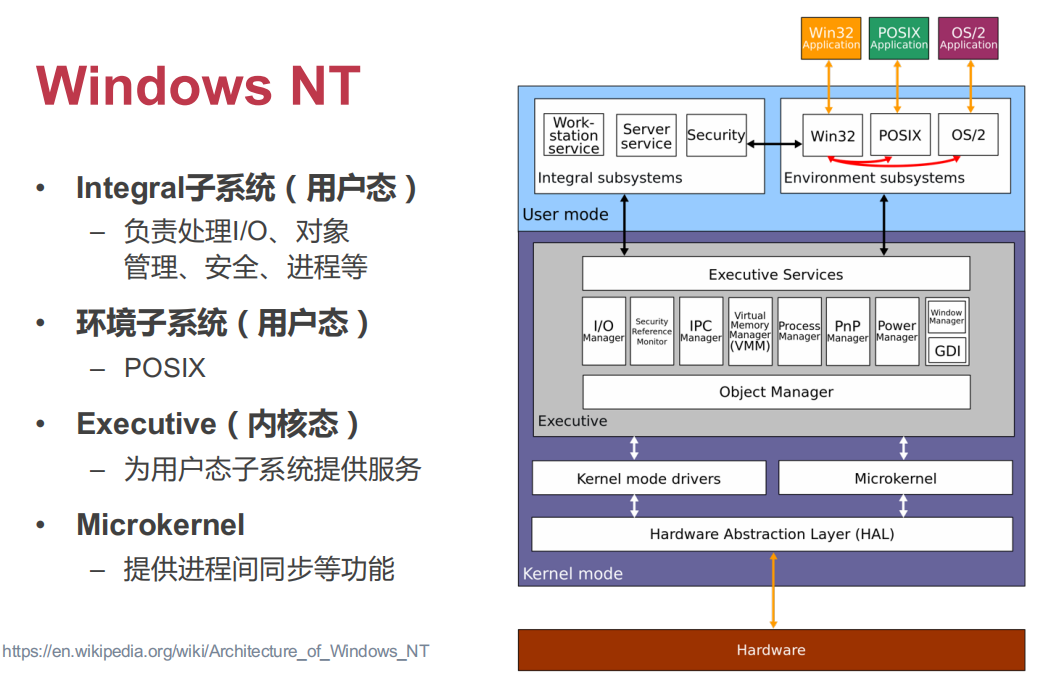 Windows NT
• Integral子系统（用户态）
– 负责处理I/O、对象
管理、安全、进程等
• 环境子系统（用户态）
– POSIX
• Executive（内核态）
– 为用户态子系统提供服务
• Microkernel
– 提供进程间同步等功能
https://en.wikipedia.org/wiki/Architecture_of_Windows_NT
Win32
Application
POSIX
Application
OS/2
Application
Work-
station
service
Server
service
Security
Integral subsystems
Win32
POSIX
OS/2
Environment subsystems
User mode
Executive Services
I/O
Manager
Security
Reference
Monitor
IPC
Manager
Virtual
Memory
Manager
(VMM)
Process
Manager
PnP
Manager
Power
Manager
Window
Manager
GDI
Object Manager
Executive
Kernel mode drivers
Microkernel
Hardware Abstraction Layer (HAL)
Kernel mode
Hardware